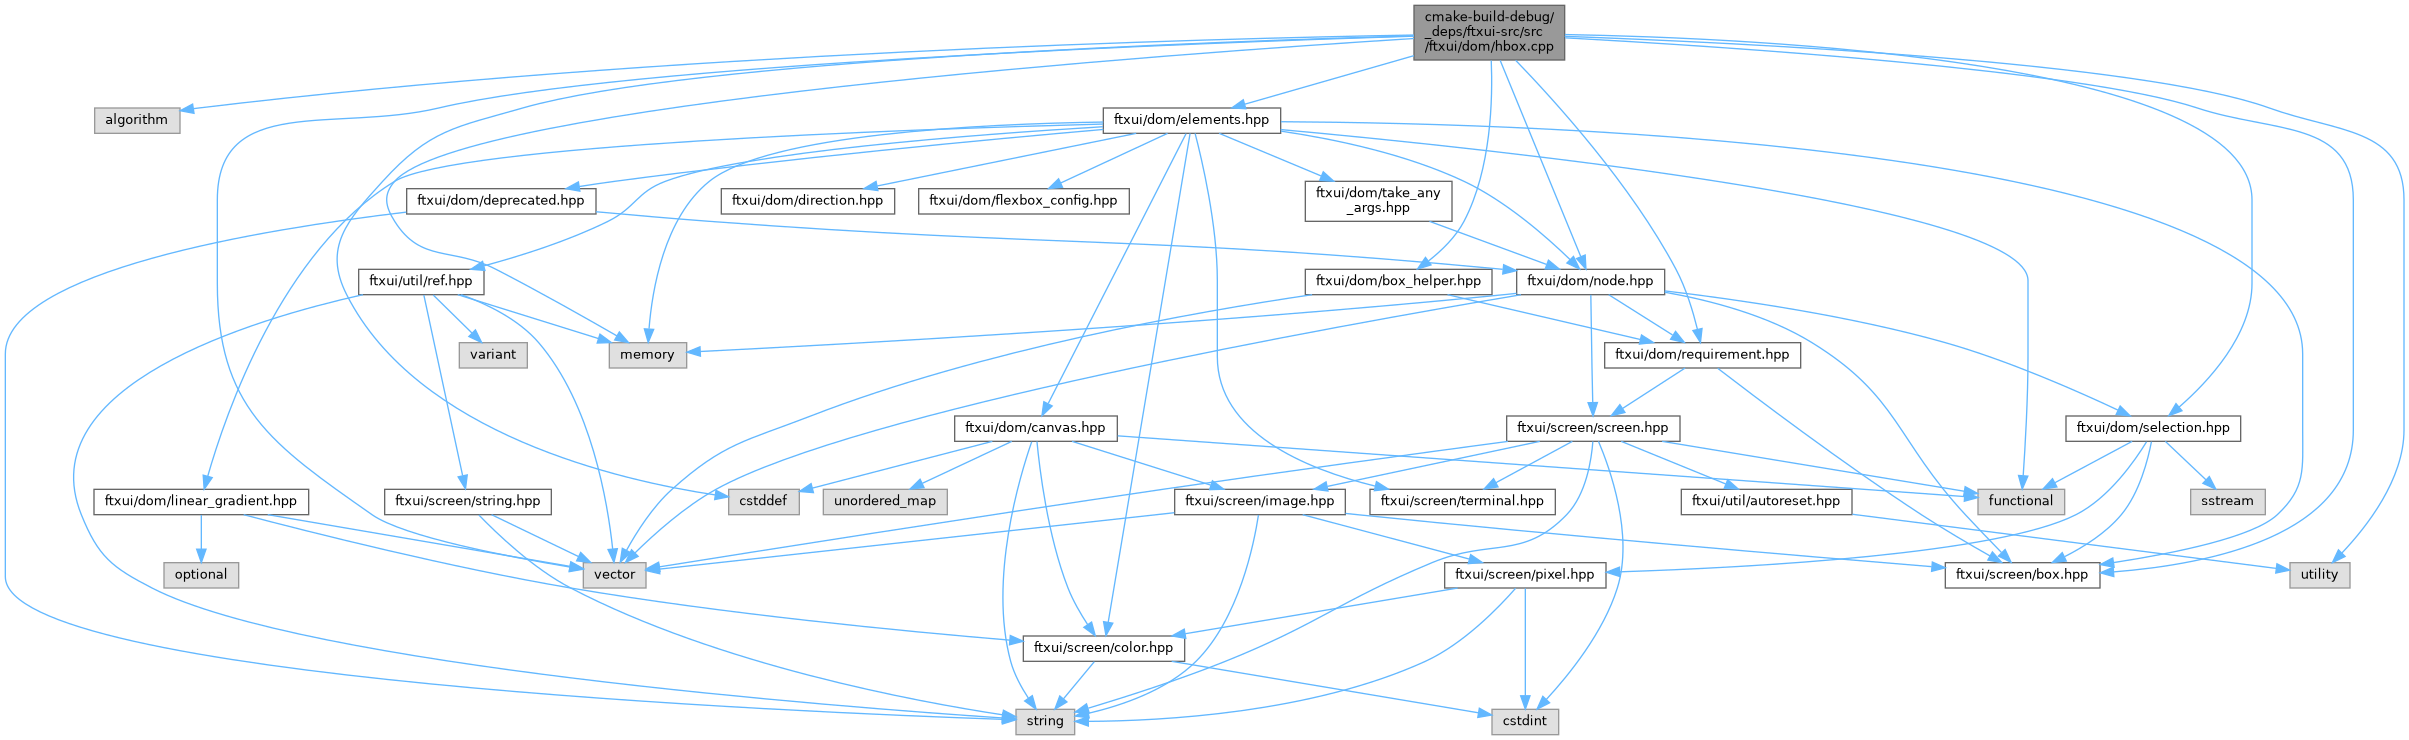 cmake-build-debug/
_deps/ftxui-src/src
/ftxui/dom/hbox.cpp
algorithm
ftxui/dom/elements.hpp
ftxui/dom/deprecated.hpp
ftxui/dom/direction.hpp
ftxui/dom/flexbox_config.hpp
ftxui/dom/take_any
_args.hpp
ftxui/util/ref.hpp
ftxui/dom/box_helper.hpp
ftxui/dom/node.hpp
variant
memory
ftxui/dom/requirement.hpp
ftxui/dom/canvas.hpp
ftxui/screen/screen.hpp
ftxui/dom/selection.hpp
ftxui/dom/linear_gradient.hpp
ftxui/screen/string.hpp
cstddef
unordered_map
ftxui/screen/image.hpp
ftxui/screen/terminal.hpp
ftxui/util/autoreset.hpp
functional
sstream
optional
vector
ftxui/screen/pixel.hpp
ftxui/screen/box.hpp
utility
ftxui/screen/color.hpp
string
cstdint